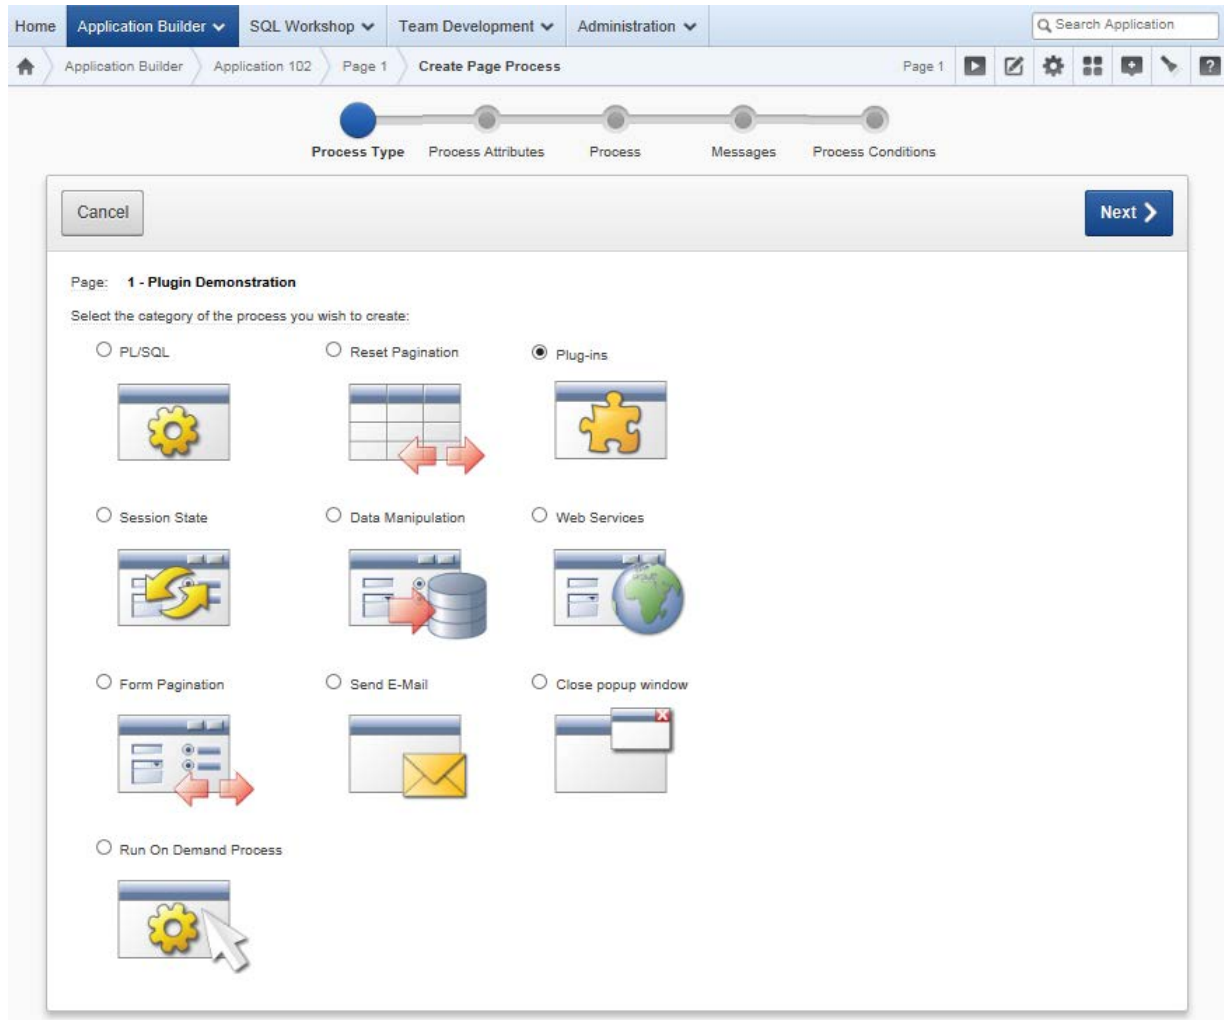 Home Application Builder SQL Workshop Team Development Administration Search Application
Application Builder Application 102 Page 1 Create Page Process Page 1
Process Type Process Attributes Process Messages Process Conditions
Cancel Next
Page: 1 - Plugin Demonstration
Select the category of the process you wish to create:
PL/SQL Reset Pagination Plug-ins
Session State Data Manipulation Web Services
Form Pagination Send E-Mail Close popup window
Run On Demand Process